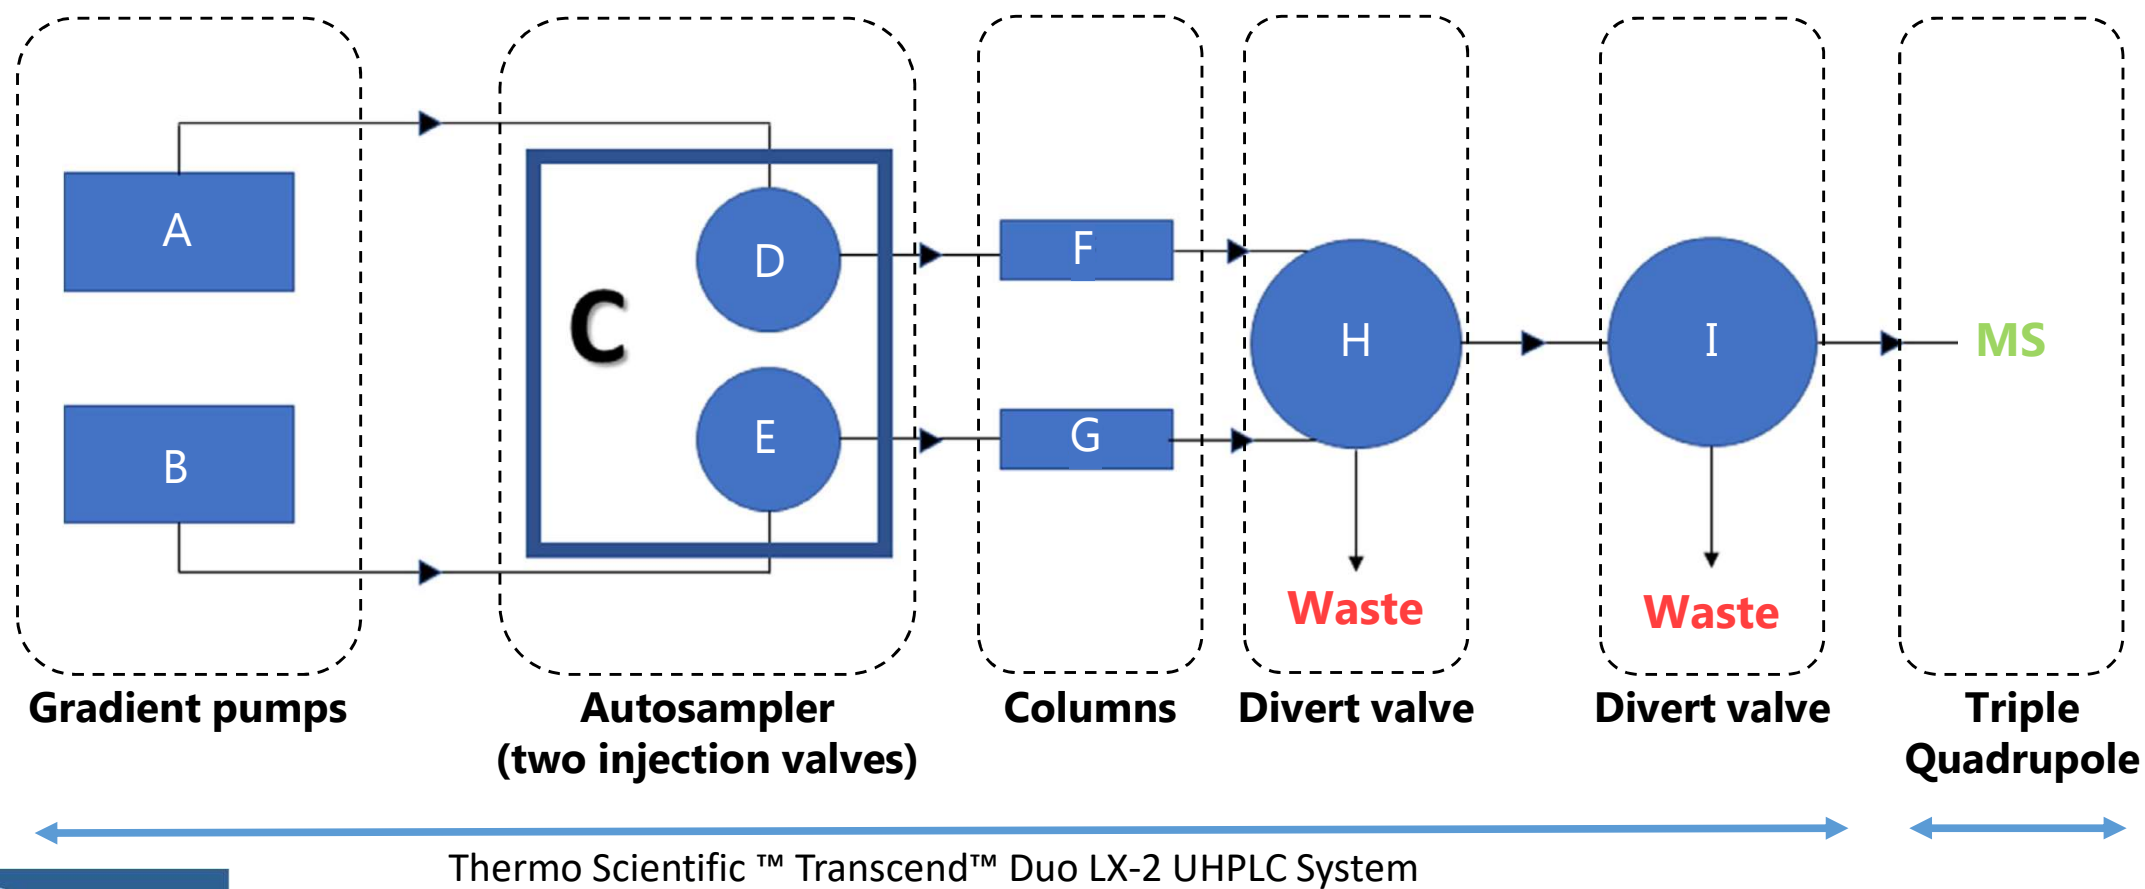 A
B
C
D
E
F
G
H
I
MS
Waste
Waste
Gradient pumps
Autosampler
(two injection valves)
Columns
Divert valve
Divert valve
Triple
Quadrupole
Thermo Scientific ™ Transcend™ Duo LX-2 UHPLC System